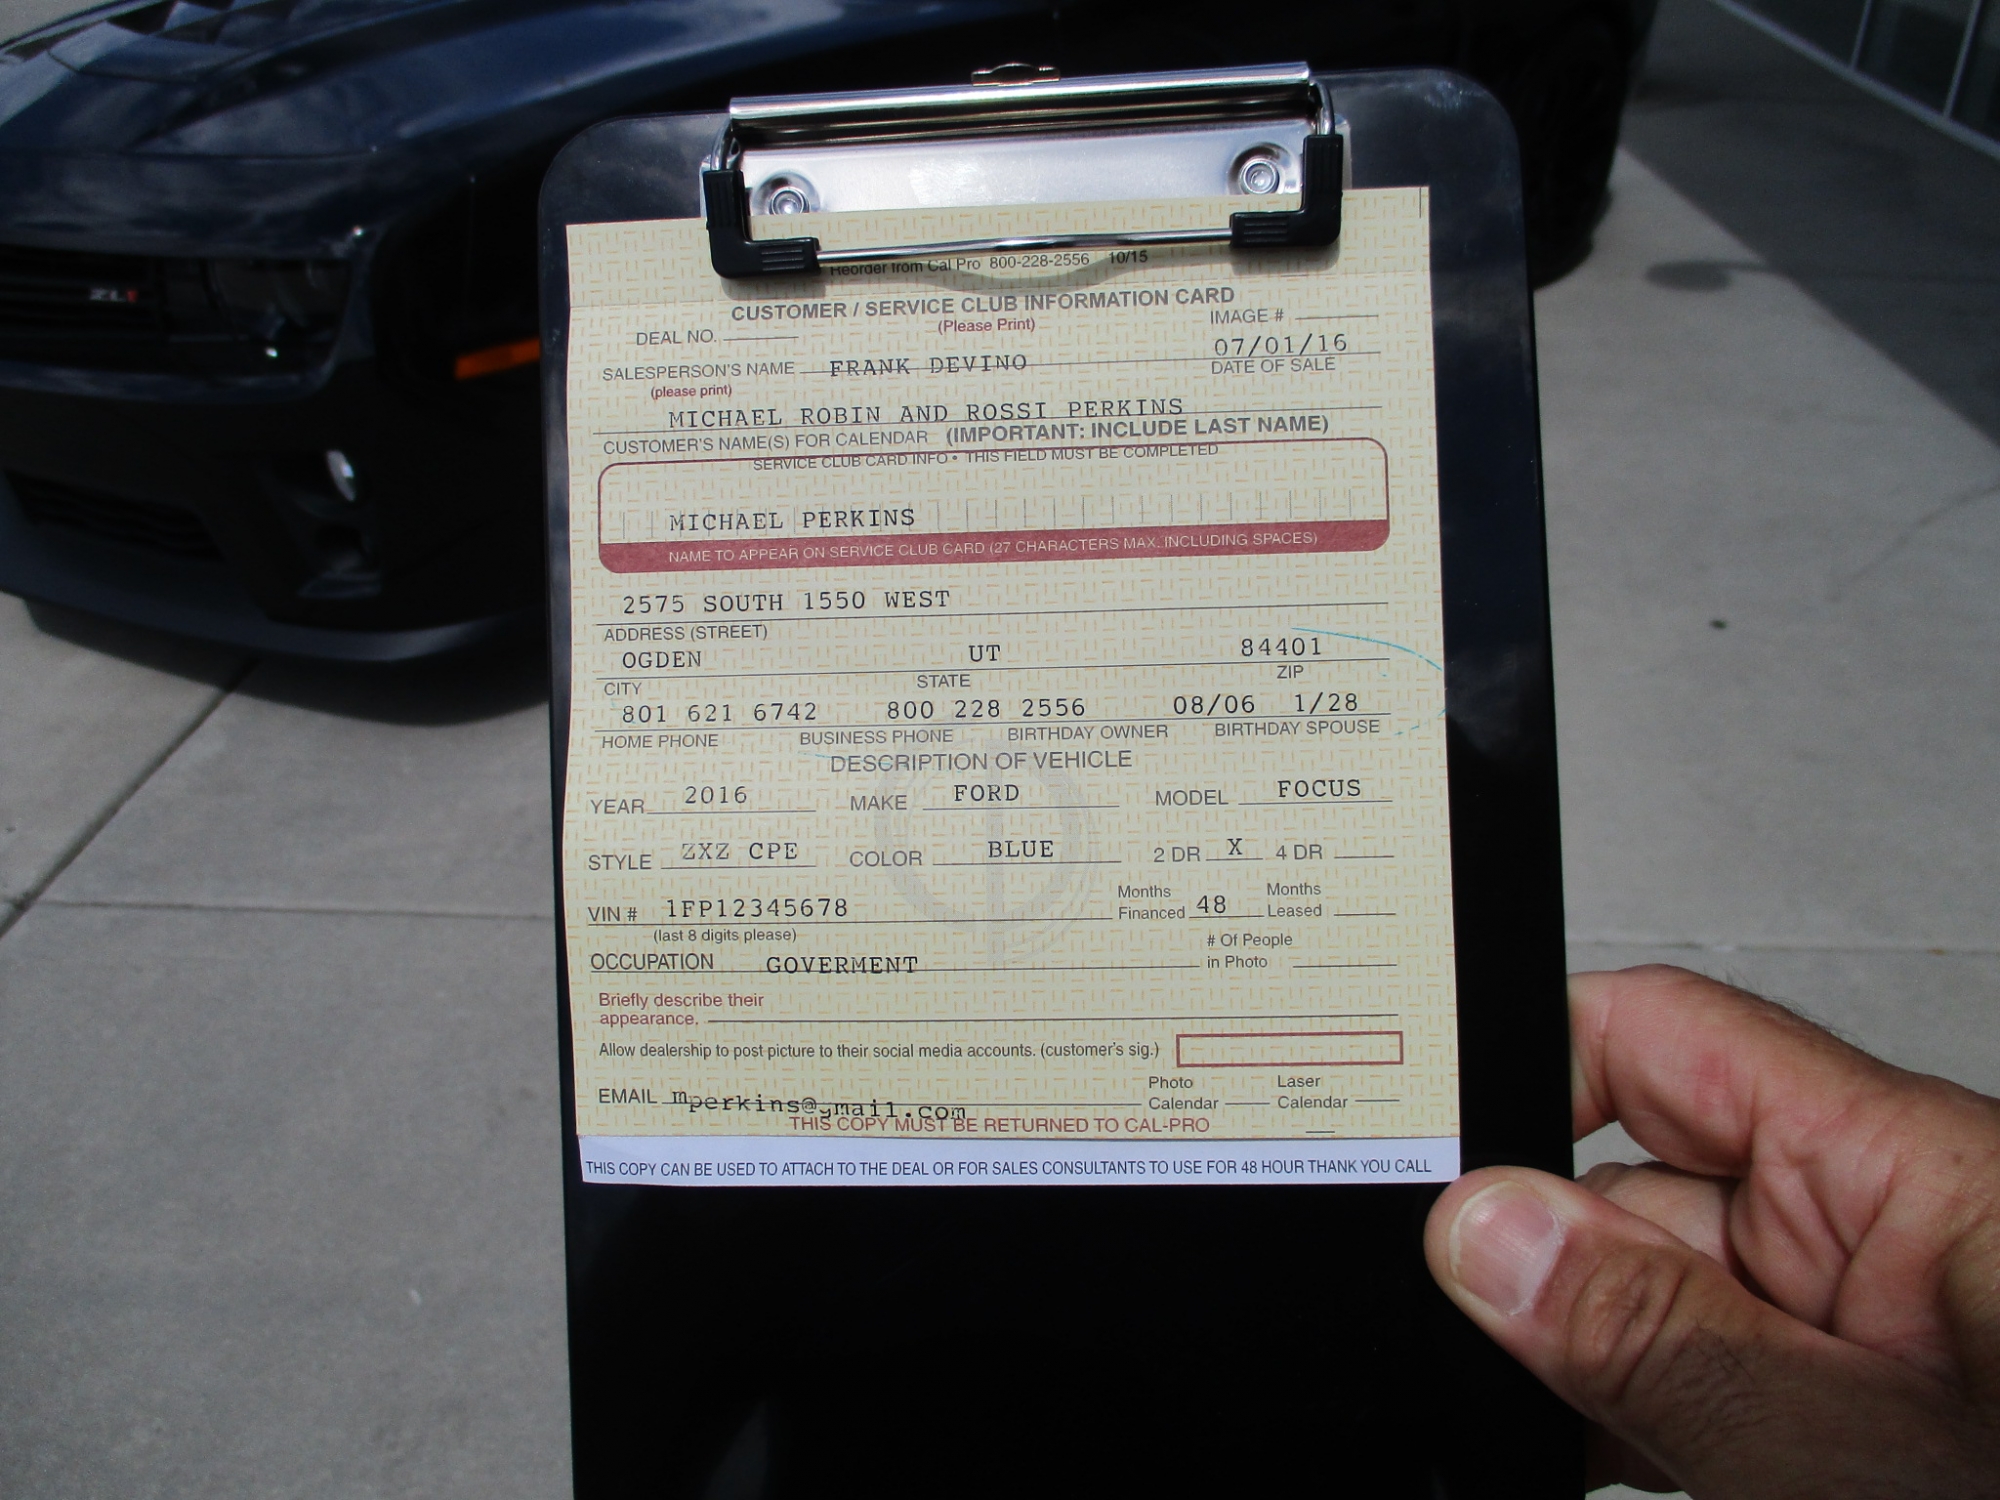 ZL1
Reorder from Cal Pro 800-228-2556 10/15
CUSTOMER / SERVICE CLUB INFORMATION CARD
DEAL NO. (Please Print) IMAGE #
SALESPERSON'S NAME FRANK DEVINO 07/01/16
(please print) DATE OF SALE
MICHAEL ROBIN AND ROSSI PERKINS
CUSTOMER'S NAME(S) FOR CALENDAR (IMPORTANT: INCLUDE LAST NAME)
SERVICE CLUB CARD INFO • THIS FIELD MUST BE COMPLETED
MICHAEL PERKINS
NAME TO APPEAR ON SERVICE CLUB CARD (27 CHARACTERS MAX. INCLUDING SPACES)
2575 SOUTH 1550 WEST
ADDRESS (STREET)
OGDEN UT 84401
CITY STATE ZIP
801 621 6742 800 228 2556 08/06 1/28
HOME PHONE BUSINESS PHONE BIRTHDAY OWNER BIRTHDAY SPOUSE
DESCRIPTION OF VEHICLE
YEAR 2016 MAKE FORD MODEL FOCUS
STYLE ZXZ CPE COLOR BLUE 2 DR X 4 DR
VIN # 1FP12345678 Months Financed 48 Months Leased
(last 8 digits please)
OCCUPATION GOVERMENT # Of People in Photo
Briefly describe their
appearance.
Allow dealership to post picture to their social media accounts. (customer's sig.)
EMAIL mperkins@gmail.com Photo Calendar Laser Calendar
THIS COPY MUST BE RETURNED TO CAL-PRO
THIS COPY CAN BE USED TO ATTACH TO THE DEAL OR FOR SALES CONSULTANTS TO USE FOR 48 HOUR THANK YOU CALL